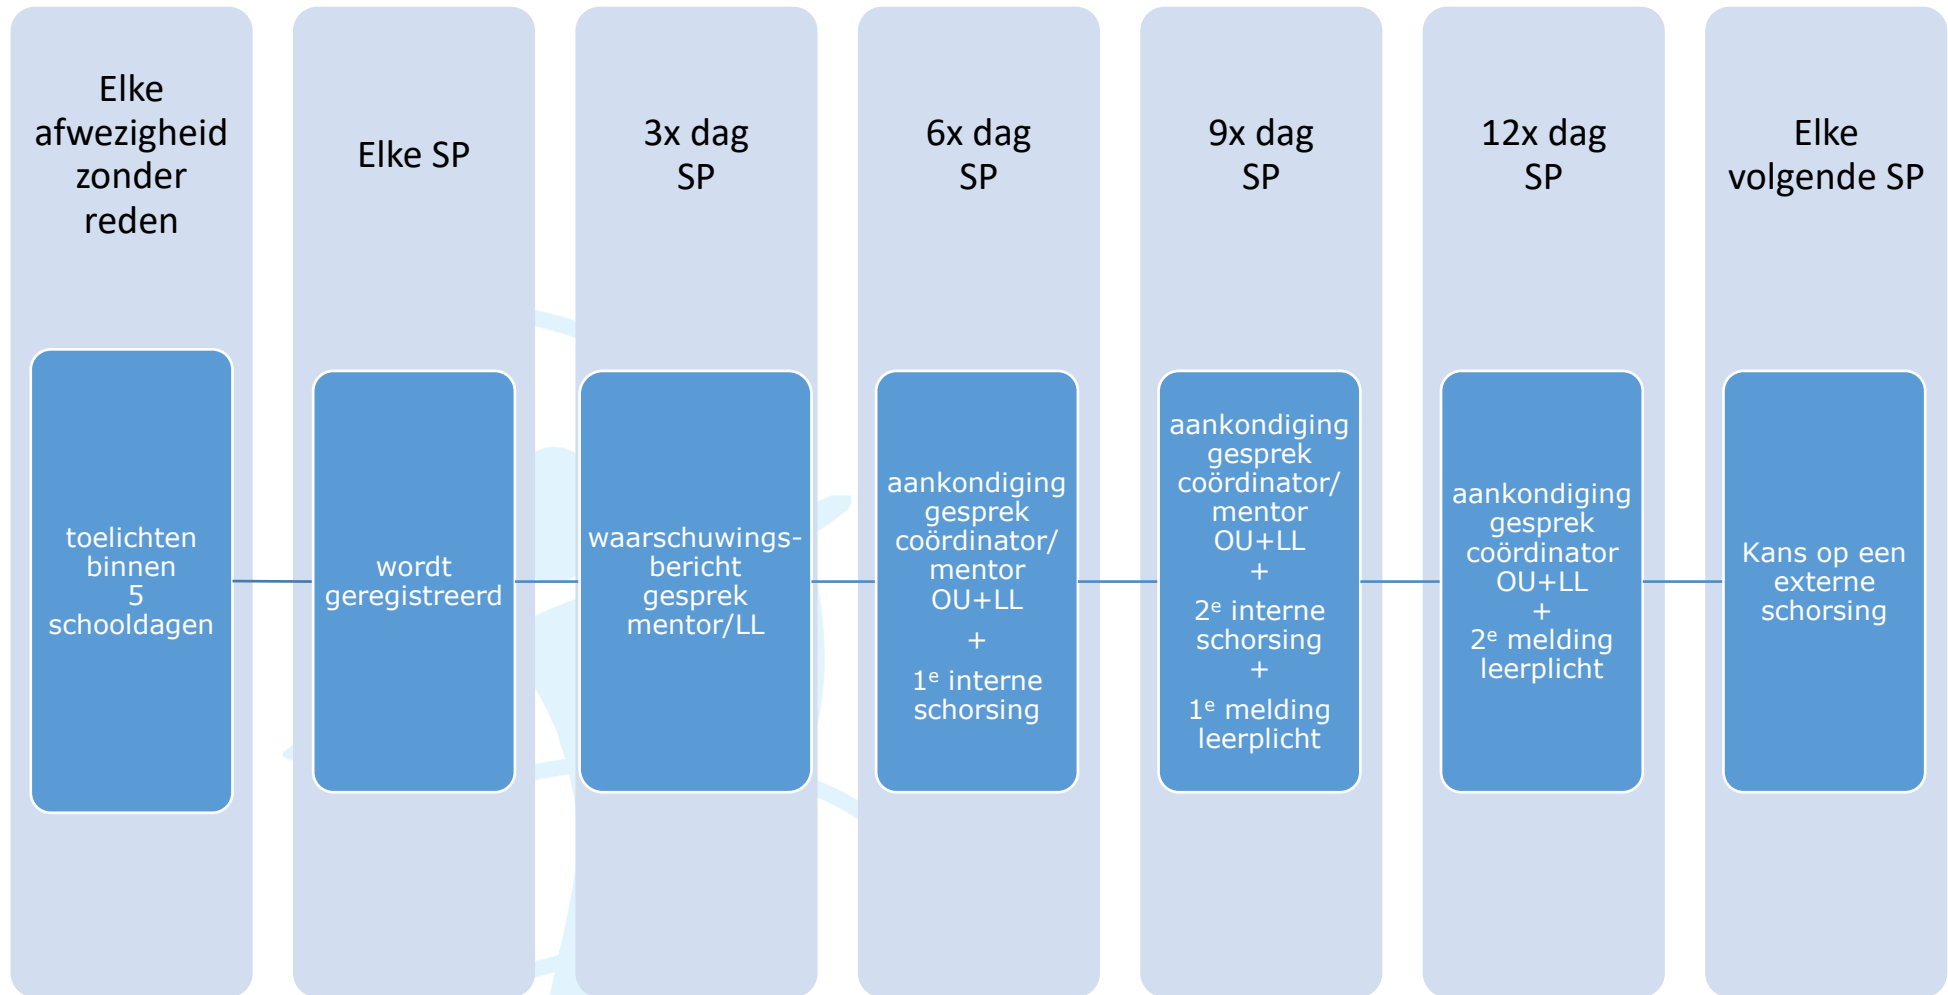 Elke
afwezigheid
zonder
reden
toelichten
binnen
5
schooldagen
Elke SP
wordt
geregistreerd
3x dag
SP
waarschuwings-
bericht
gesprek
mentor/LL
6x dag
SP
aankondiging
gesprek
coördinator/
mentor
OU+LL
+
1e interne
schorsing
9x dag
SP
aankondiging
gesprek
coördinator/
mentor
OU+LL
+
2e interne
schorsing
+
1e melding
leerplicht
12x dag
SP
aankondiging
gesprek
coördinator
OU+LL
+
2e melding
leerplicht
Elke
volgende SP
Kans op een
externe
schorsing